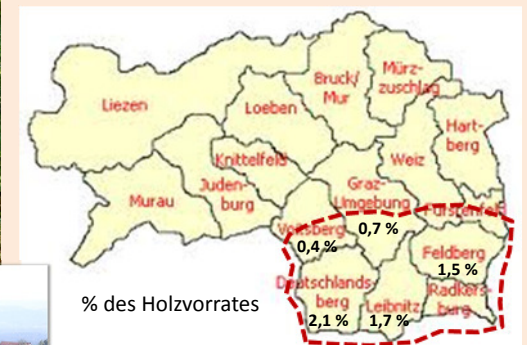 Liezen
Bruck/
Mur
Mürz-
zuschlag
Loeben
Hart-
berg
Knittelfeld
Weiz
Murau
Juden-
burg
Graz-
Umgebung
Fürstenfeld
Voitsberg
0,4 %
0,7 %
Feldberg
1,5 %
Deutschlands
berg
2,1 %
Leibnitz
1,7 %
Radkers-
burg
% des Holzvorrates